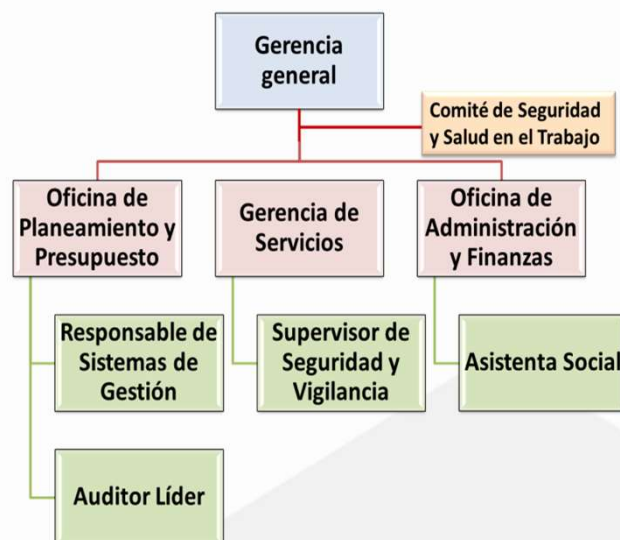 Gerencia
general
Comité de Seguridad
y Salud en el Trabajo
Oficina de
Planeamiento y
Presupuesto
Gerencia de
Servicios
Oficina de
Administración
y Finanzas
Responsable de
Sistemas de
Gestión
Supervisor de
Seguridad y
Vigilancia
Asistenta Social
Auditor Líder